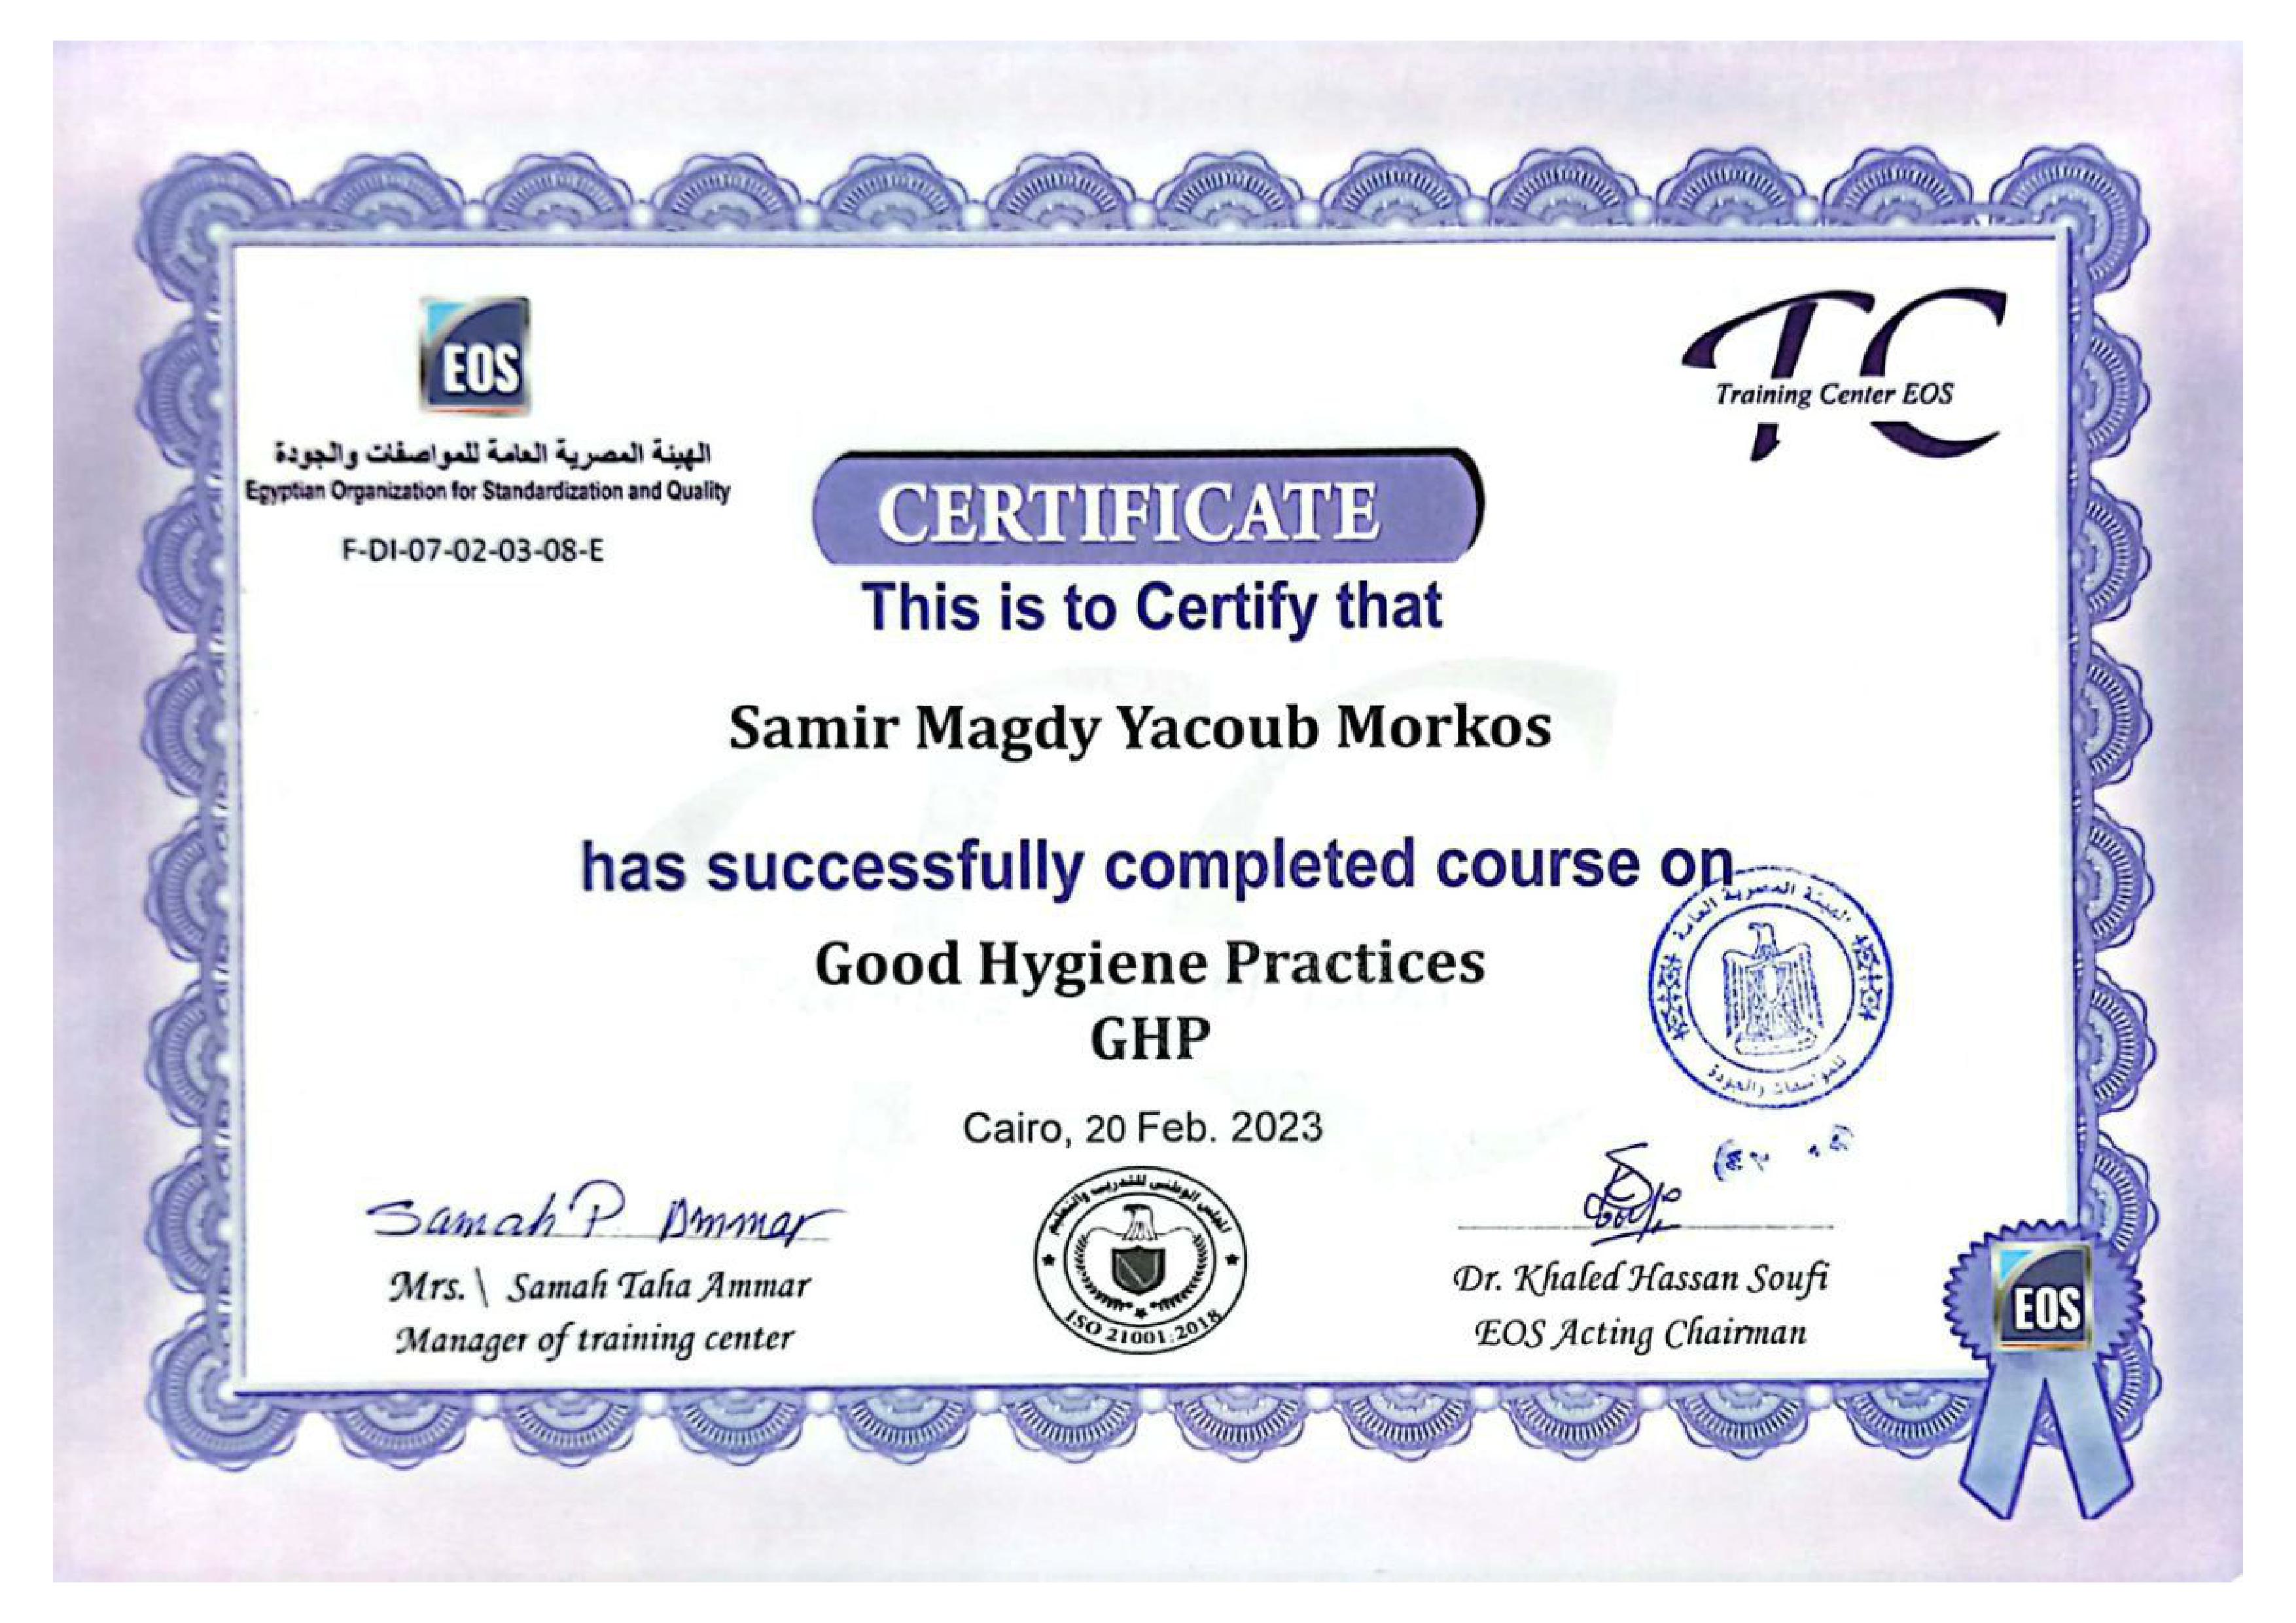 EOS
الهيئة المصرية العامة للمواصفات والجودة
Egyptian Organization for Standardization and Quality
F-DI-07-02-03-08-E
TC
Training Center EOS
CERTIFICATE
This is to Certify that
Samir Magdy Yacoub Morkos
has successfully completed course on
Good Hygiene Practices
GHP
الهيئة المصرية العامة
للمواصفات والجودة
Cairo, 20 Feb. 2023
Samah Ammar
Mrs. \ Samah Taha Ammar
Manager of training center
المجلس الوطنى للتدريب والتعليم
ISO 21001:2018
Dr. Khaled Hassan Soufi
EOS Acting Chairman
EOS